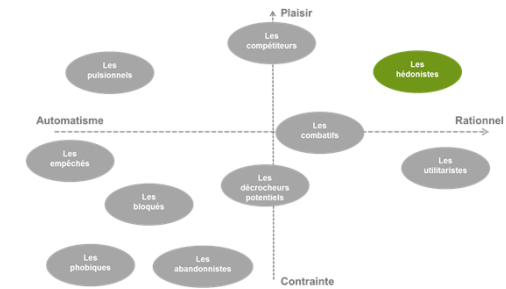 Plaisir
Les
compétiteurs
Les
pulsionnels
Les
hédonistes
Automatisme
Rationnel
Les
combatifs
Les
empêchés
Les
utilitaristes
Les
décrocheurs
potentiels
Les
bloqués
Les
phobiques
Les
abandonnistes
Contrainte